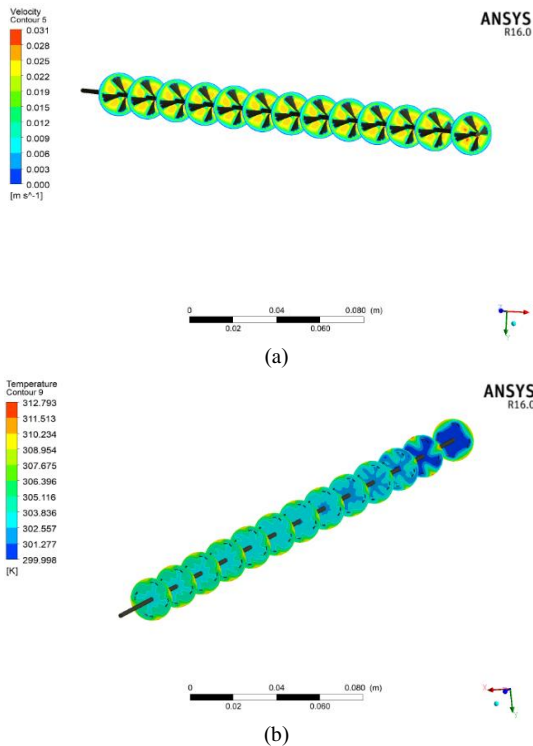 Velocity
Contour 5
0.031
0.028
0.024
0.022
0.019
0.015
0.012
0.009
0.006
0.003
0.000
[m s^-1]
ANSYS
R16.0
0 0.04 0.080 (m)
0.02 0.060
(a)
Temperature
Contour 9
312.793
311.513
310.234
308.954
307.675
306.396
305.116
303.836
302.557
301.277
299.998
[K]
ANSYS
R16.0
0 0.04 0.080 (m)
0.02 0.060
(b)